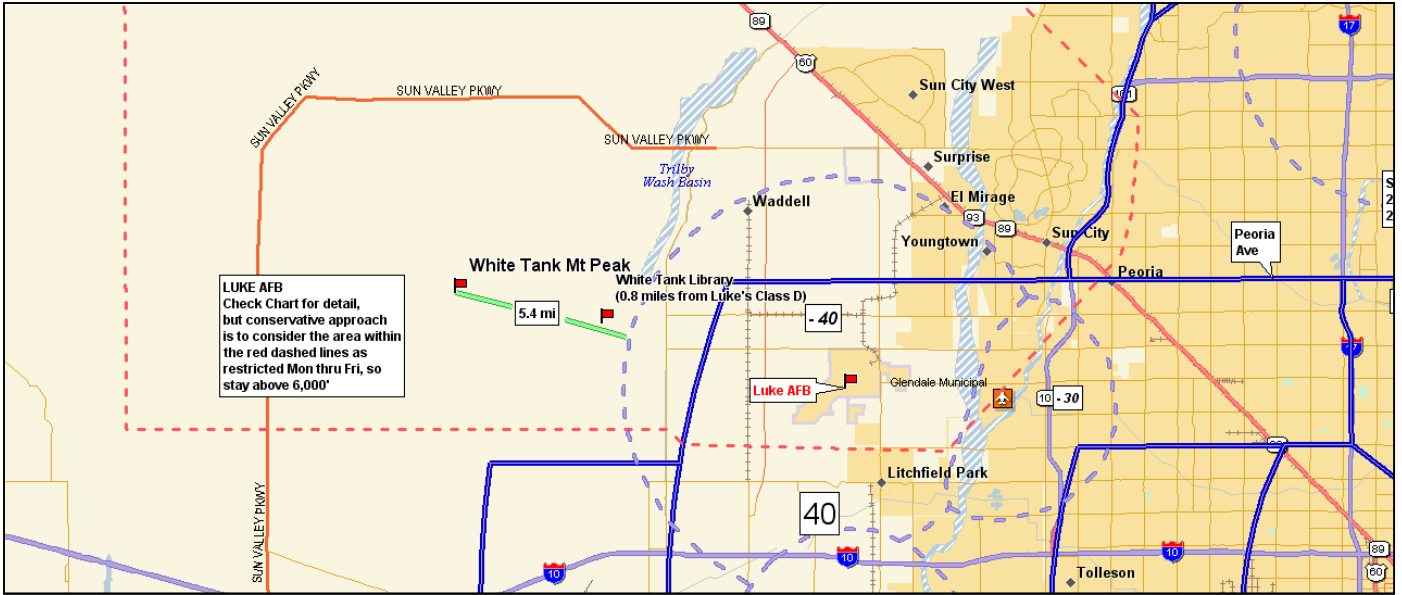 89
17
60
SUN VALLEY PKWY
SUN VALLEY PKWY
Sun City West
101
SUN VALLEY PKWY
Surprise
Trilby
Wash Basin
Waddell
El Mirage
93
89
Youngtown
Sun City
Peoria
Ave
Peoria
S
2
2
White Tank Mt Peak
White Tank Library
(0.8 miles from Luke's Class D)
LUKE AFB
Check Chart for detail,
but conservative approach
is to consider the area within
the red dashed lines as
restricted Mon thru Fri, so
stay above 6,000'
5.4 mi
- 40
17
Luke AFB
Glendale Municipal
10
- 30
Litchfield Park
40
SUN VALLEY PKWY
10
10
10
89
60
Tolleson